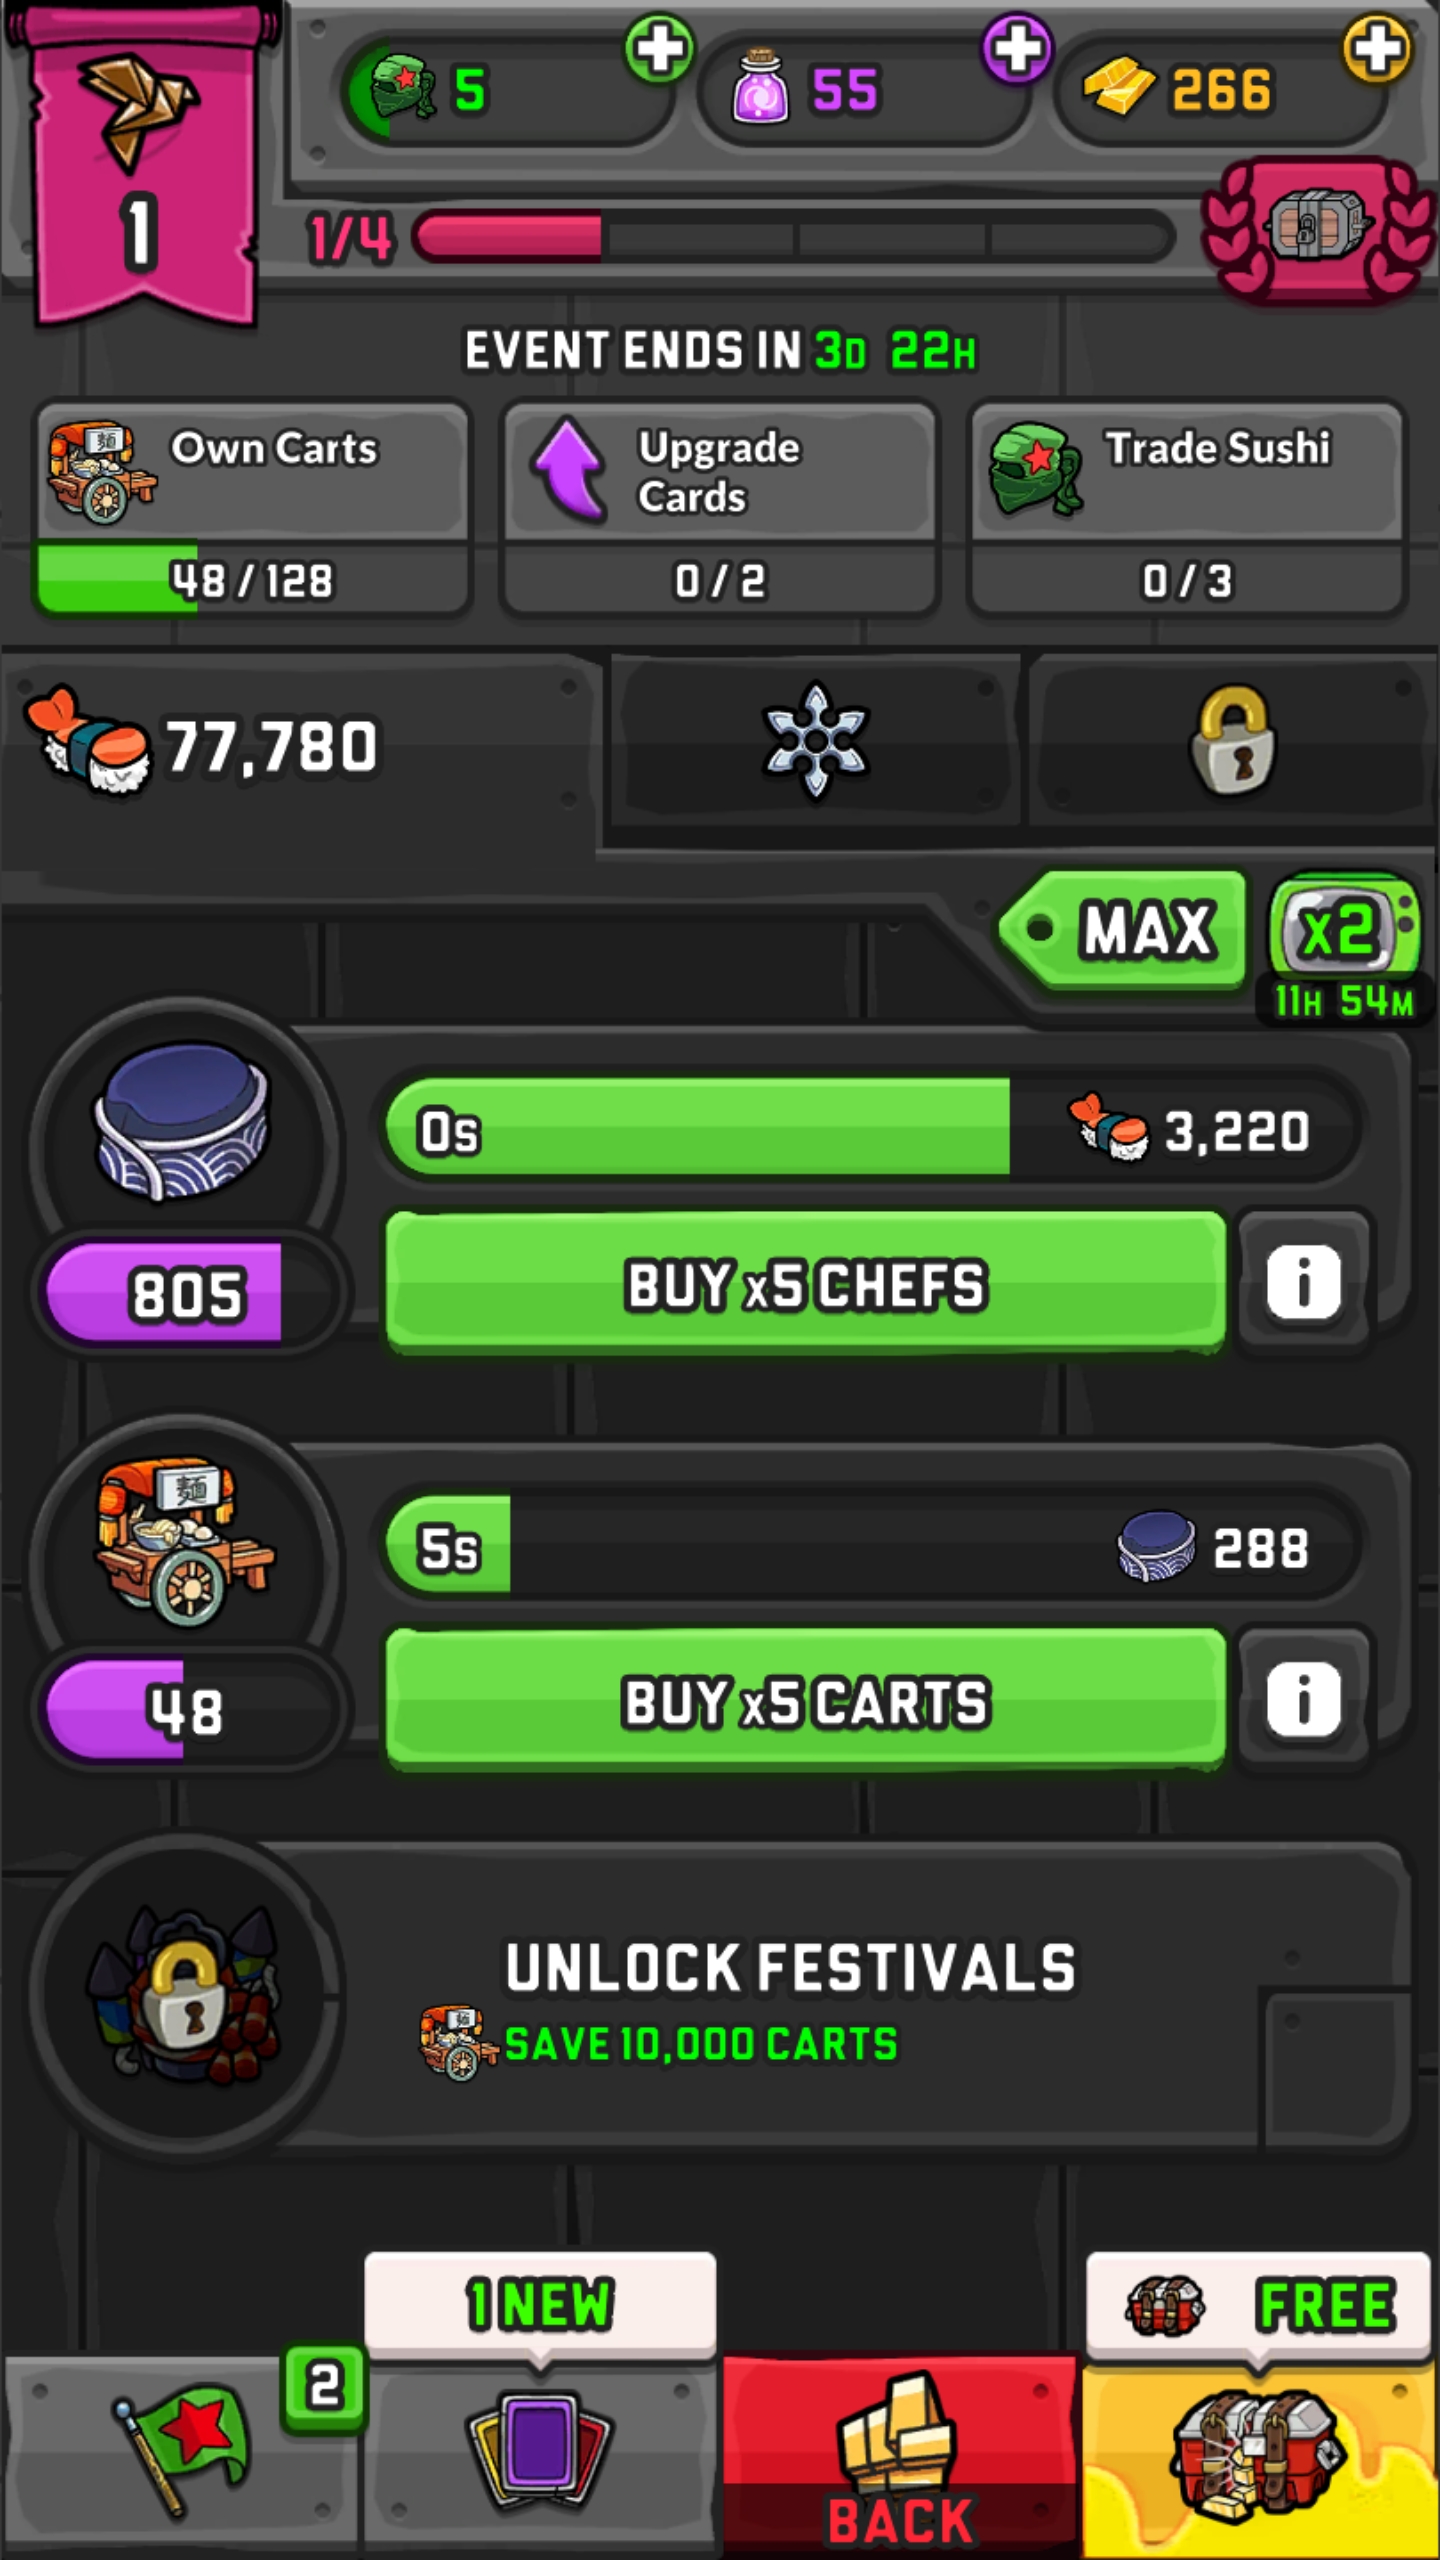 5
55
266
1
1/4
EVENT ENDS IN 3D 22H
Own Carts
48 / 128
Upgrade
Cards
0 / 2
Trade Sushi
0 / 3
77,780
MAX
x2
11H 54M
0s
3,220
805
BUY x5 CHEFS
i
麺
5s
288
48
BUY x5 CARTS
i
UNLOCK FESTIVALS
SAVE 10,000 CARTS
1 NEW
FREE
2
BACK